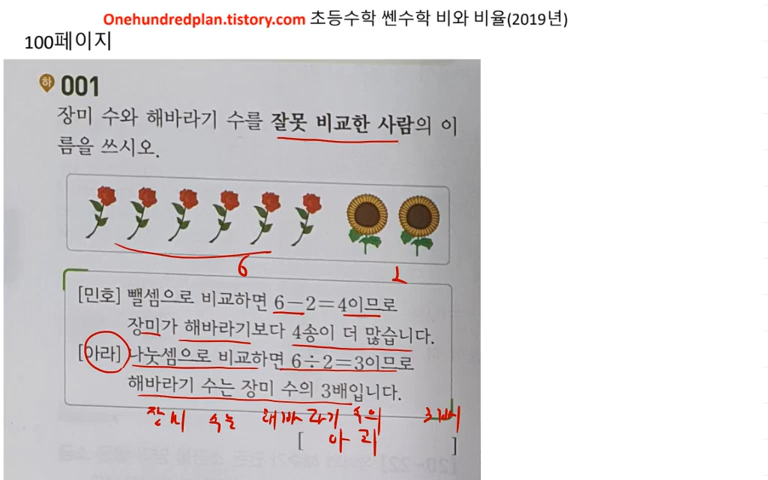 Onehundredplan.tistory.com 초등수학 쎈수학 비와 비율(2019년)
100페이지
하 001
장미 수와 해바라기 수를 잘못 비교한 사람의 이
름을 쓰시오.
6
2
[민호] 뺄셈으로 비교하면 6-2=4이므로
장미가 해바라기보다 4송이 더 많습니다.
[아라] 나눗셈으로 비교하면 6÷2=3이므로
해바라기 수는 장미 수의 3배입니다.
장미 수는 해바라기 수의 3배
[ 아라 ]